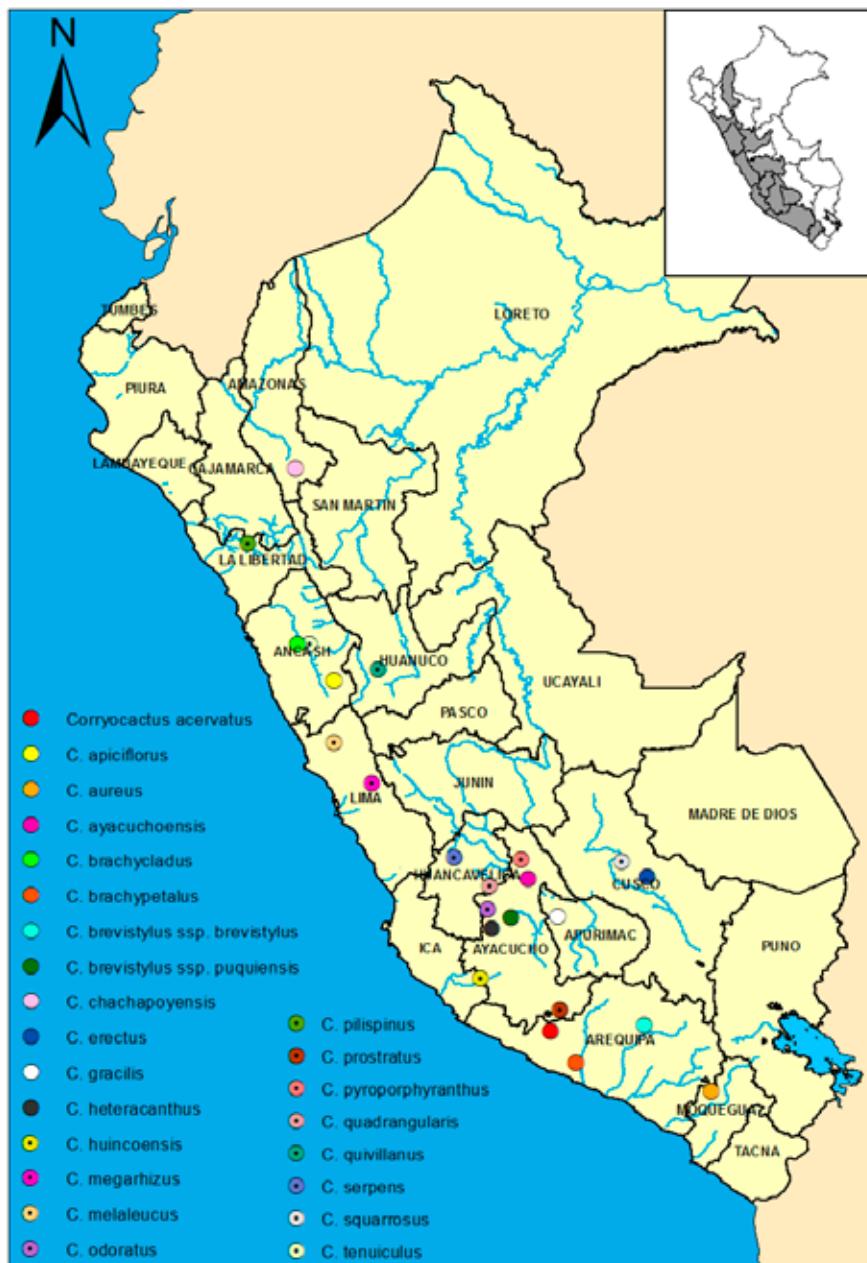 N
LORETO
TUMBES
PIURA
AMAZONAS
LAMBAYEQUE
CAJAMARCA
SAN MARTIN
LA LIBERTAD
ANCASH
HUANUCO
UCAYALI
PASCO
JUNIN
LIMA
MADRE DE DIOS
HUANCAVELICA
CUSCO
ICA
AYACUCHO
APURIMAC
PUNO
AREQUIPA
MOQUEGUA
TACNA
Corryocactus acervatus
C. apiciflorus
C. aureus
C. ayacuchoensis
C. brachycladus
C. brachypetalus
C. brevistylus ssp. brevistylus
C. brevistylus ssp. puquiensis
C. chachapoyensis
C. erectus
C. gracilis
C. heteracanthus
C. huincoensis
C. megarhizus
C. melaleucus
C. odoratus
C. pilispinus
C. prostratus
C. pyroporphyranthus
C. quadrangularis
C. quivillanus
C. serpens
C. squarrosus
C. tenuiculus